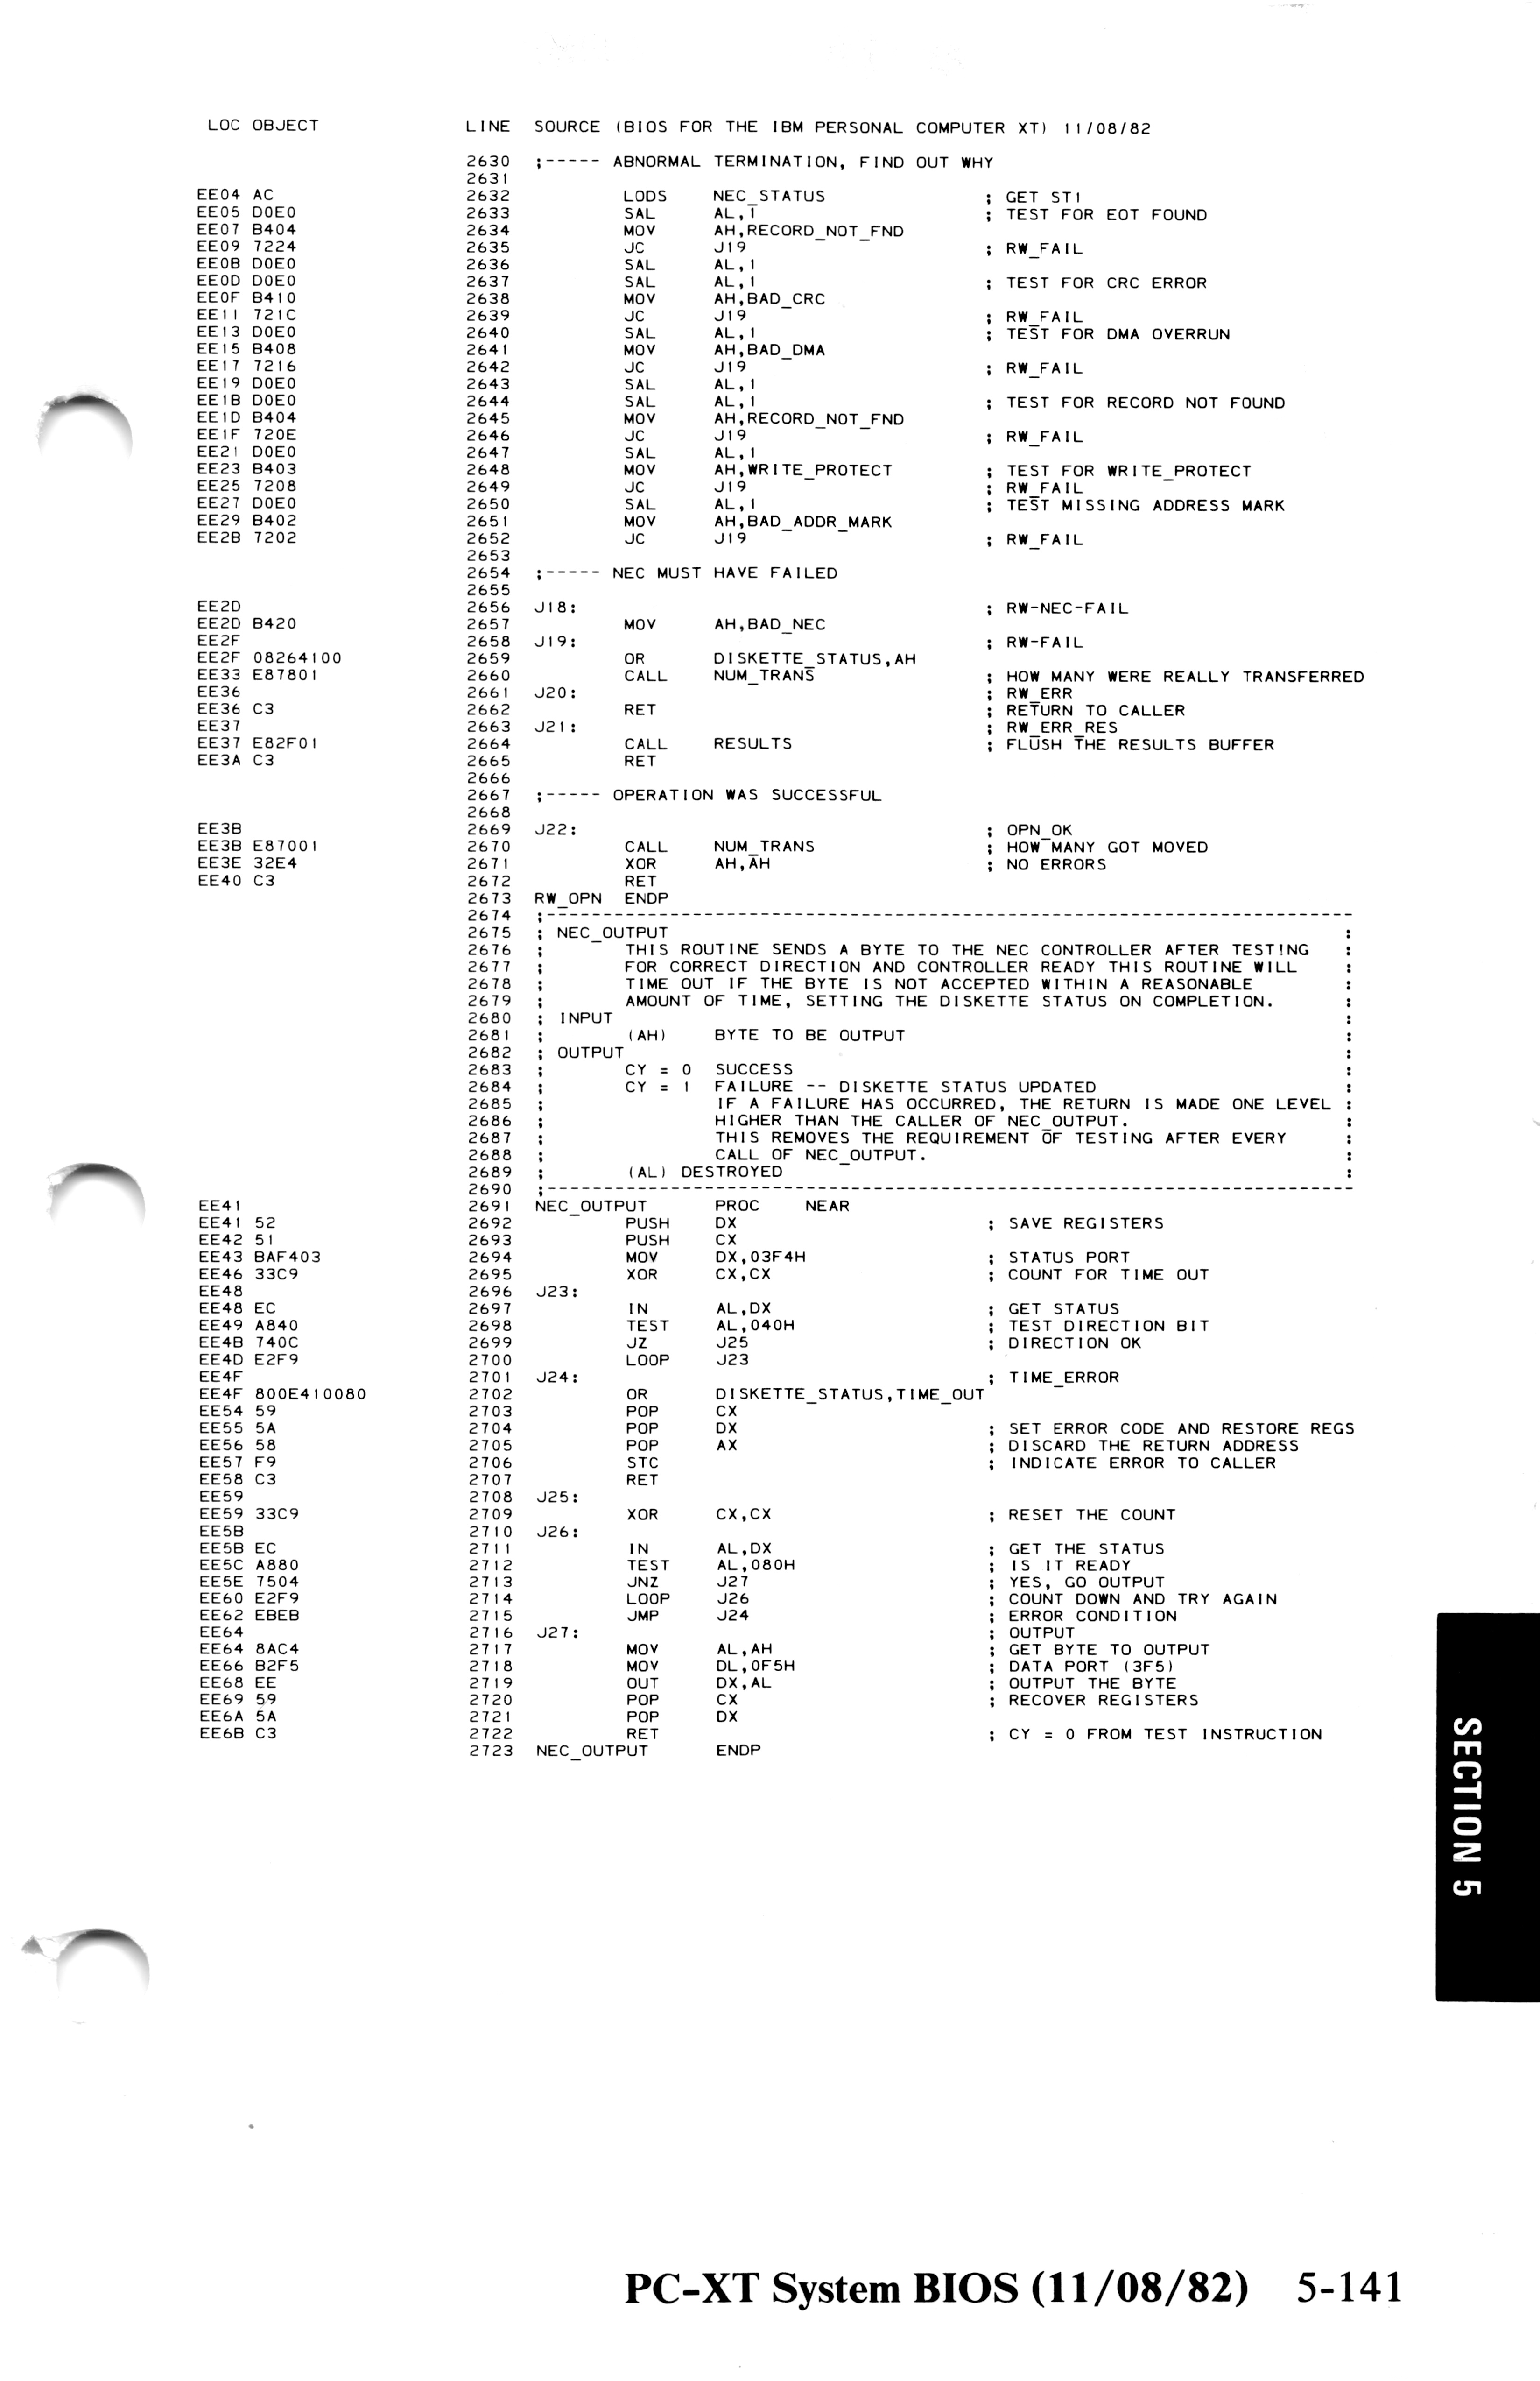 LOC OBJECT LINE SOURCE (BIOS FOR THE IBM PERSONAL COMPUTER XT) 11/08/82
2630 ;----- ABNORMAL TERMINATION, FIND OUT WHY
2631
EE04 AC 2632 LODS NEC_STATUS ; GET ST1
EE05 D0E0 2633 SAL AL,1 ; TEST FOR EOT FOUND
EE07 B404 2634 MOV AH,RECORD_NOT_FND
EE09 7224 2635 JC J19 ; RW_FAIL
EE0B D0E0 2636 SAL AL,1
EE0D D0E0 2637 SAL AL,1 ; TEST FOR CRC ERROR
EE0F B410 2638 MOV AH,BAD_CRC
EE11 721C 2639 JC J19 ; RW_FAIL
EE13 D0E0 2640 SAL AL,1 ; TEST FOR DMA OVERRUN
EE15 B408 2641 MOV AH,BAD_DMA
EE17 7216 2642 JC J19 ; RW_FAIL
EE19 D0E0 2643 SAL AL,1
EE1B D0E0 2644 SAL AL,1 ; TEST FOR RECORD NOT FOUND
EE1D B404 2645 MOV AH,RECORD_NOT_FND
EE1F 720E 2646 JC J19 ; RW_FAIL
EE21 D0E0 2647 SAL AL,1
EE23 B403 2648 MOV AH,WRITE_PROTECT ; TEST FOR WRITE_PROTECT
EE25 7208 2649 JC J19 ; RW_FAIL
EE27 D0E0 2650 SAL AL,1 ; TEST MISSING ADDRESS MARK
EE29 B402 2651 MOV AH,BAD_ADDR_MARK
EE2B 7202 2652 JC J19 ; RW_FAIL
2653
2654 ;----- NEC MUST HAVE FAILED
2655
EE2D 2656 J18: ; RW-NEC-FAIL
EE2D B420 2657 MOV AH,BAD_NEC
EE2F 2658 J19: ; RW-FAIL
EE2F 08264100 2659 OR DISKETTE_STATUS,AH
EE33 E87801 2660 CALL NUM_TRANS ; HOW MANY WERE REALLY TRANSFERRED
EE36 2661 J20: ; RW_ERR
EE36 C3 2662 RET ; RETURN TO CALLER
EE37 2663 J21: ; RW_ERR_RES
EE37 E82F01 2664 CALL RESULTS ; FLUSH THE RESULTS BUFFER
EE3A C3 2665 RET
2666
2667 ;----- OPERATION WAS SUCCESSFUL
2668
EE3B 2669 J22: ; OPN_OK
EE3B E87001 2670 CALL NUM_TRANS ; HOW MANY GOT MOVED
EE3E 32E4 2671 XOR AH,AH ; NO ERRORS
EE40 C3 2672 RET
2673 RW_OPN ENDP
2674 ;------------------------------------------------------------------------
2675 ; NEC_OUTPUT :
2676 ; THIS ROUTINE SENDS A BYTE TO THE NEC CONTROLLER AFTER TESTING :
2677 ; FOR CORRECT DIRECTION AND CONTROLLER READY THIS ROUTINE WILL :
2678 ; TIME OUT IF THE BYTE IS NOT ACCEPTED WITHIN A REASONABLE :
2679 ; AMOUNT OF TIME, SETTING THE DISKETTE STATUS ON COMPLETION. :
2680 ; INPUT :
2681 ; (AH) BYTE TO BE OUTPUT :
2682 ; OUTPUT :
2683 ; CY = 0 SUCCESS :
2684 ; CY = 1 FAILURE -- DISKETTE STATUS UPDATED :
2685 ; IF A FAILURE HAS OCCURRED, THE RETURN IS MADE ONE LEVEL :
2686 ; HIGHER THAN THE CALLER OF NEC_OUTPUT. :
2687 ; THIS REMOVES THE REQUIREMENT OF TESTING AFTER EVERY :
2688 ; CALL OF NEC_OUTPUT. :
2689 ; (AL) DESTROYED :
2690 ;------------------------------------------------------------------------
EE41 2691 NEC_OUTPUT PROC NEAR
EE41 52 2692 PUSH DX ; SAVE REGISTERS
EE42 51 2693 PUSH CX
EE43 BAF403 2694 MOV DX,03F4H ; STATUS PORT
EE46 33C9 2695 XOR CX,CX ; COUNT FOR TIME OUT
EE48 2696 J23:
EE48 EC 2697 IN AL,DX ; GET STATUS
EE49 A840 2698 TEST AL,040H ; TEST DIRECTION BIT
EE4B 740C 2699 JZ J25 ; DIRECTION OK
EE4D E2F9 2700 LOOP J23
EE4F 2701 J24: ; TIME_ERROR
EE4F 800E410080 2702 OR DISKETTE_STATUS,TIME_OUT
EE54 59 2703 POP CX
EE55 5A 2704 POP DX ; SET ERROR CODE AND RESTORE REGS
EE56 58 2705 POP AX ; DISCARD THE RETURN ADDRESS
EE57 F9 2706 STC ; INDICATE ERROR TO CALLER
EE58 C3 2707 RET
EE59 2708 J25:
EE59 33C9 2709 XOR CX,CX ; RESET THE COUNT
EE5B 2710 J26:
EE5B EC 2711 IN AL,DX ; GET THE STATUS
EE5C A880 2712 TEST AL,080H ; IS IT READY
EE5E 7504 2713 JNZ J27 ; YES, GO OUTPUT
EE60 E2F9 2714 LOOP J26 ; COUNT DOWN AND TRY AGAIN
EE62 EBEB 2715 JMP J24 ; ERROR CONDITION
EE64 2716 J27: ; OUTPUT
EE64 8AC4 2717 MOV AL,AH ; GET BYTE TO OUTPUT
EE66 B2F5 2718 MOV DL,0F5H ; DATA PORT (3F5)
EE68 EE 2719 OUT DX,AL ; OUTPUT THE BYTE
EE69 59 2720 POP CX ; RECOVER REGISTERS
EE6A 5A 2721 POP DX
EE6B C3 2722 RET ; CY = 0 FROM TEST INSTRUCTION
2723 NEC_OUTPUT ENDP
SECTION 5
PC-XT System BIOS (11/08/82) 5-141